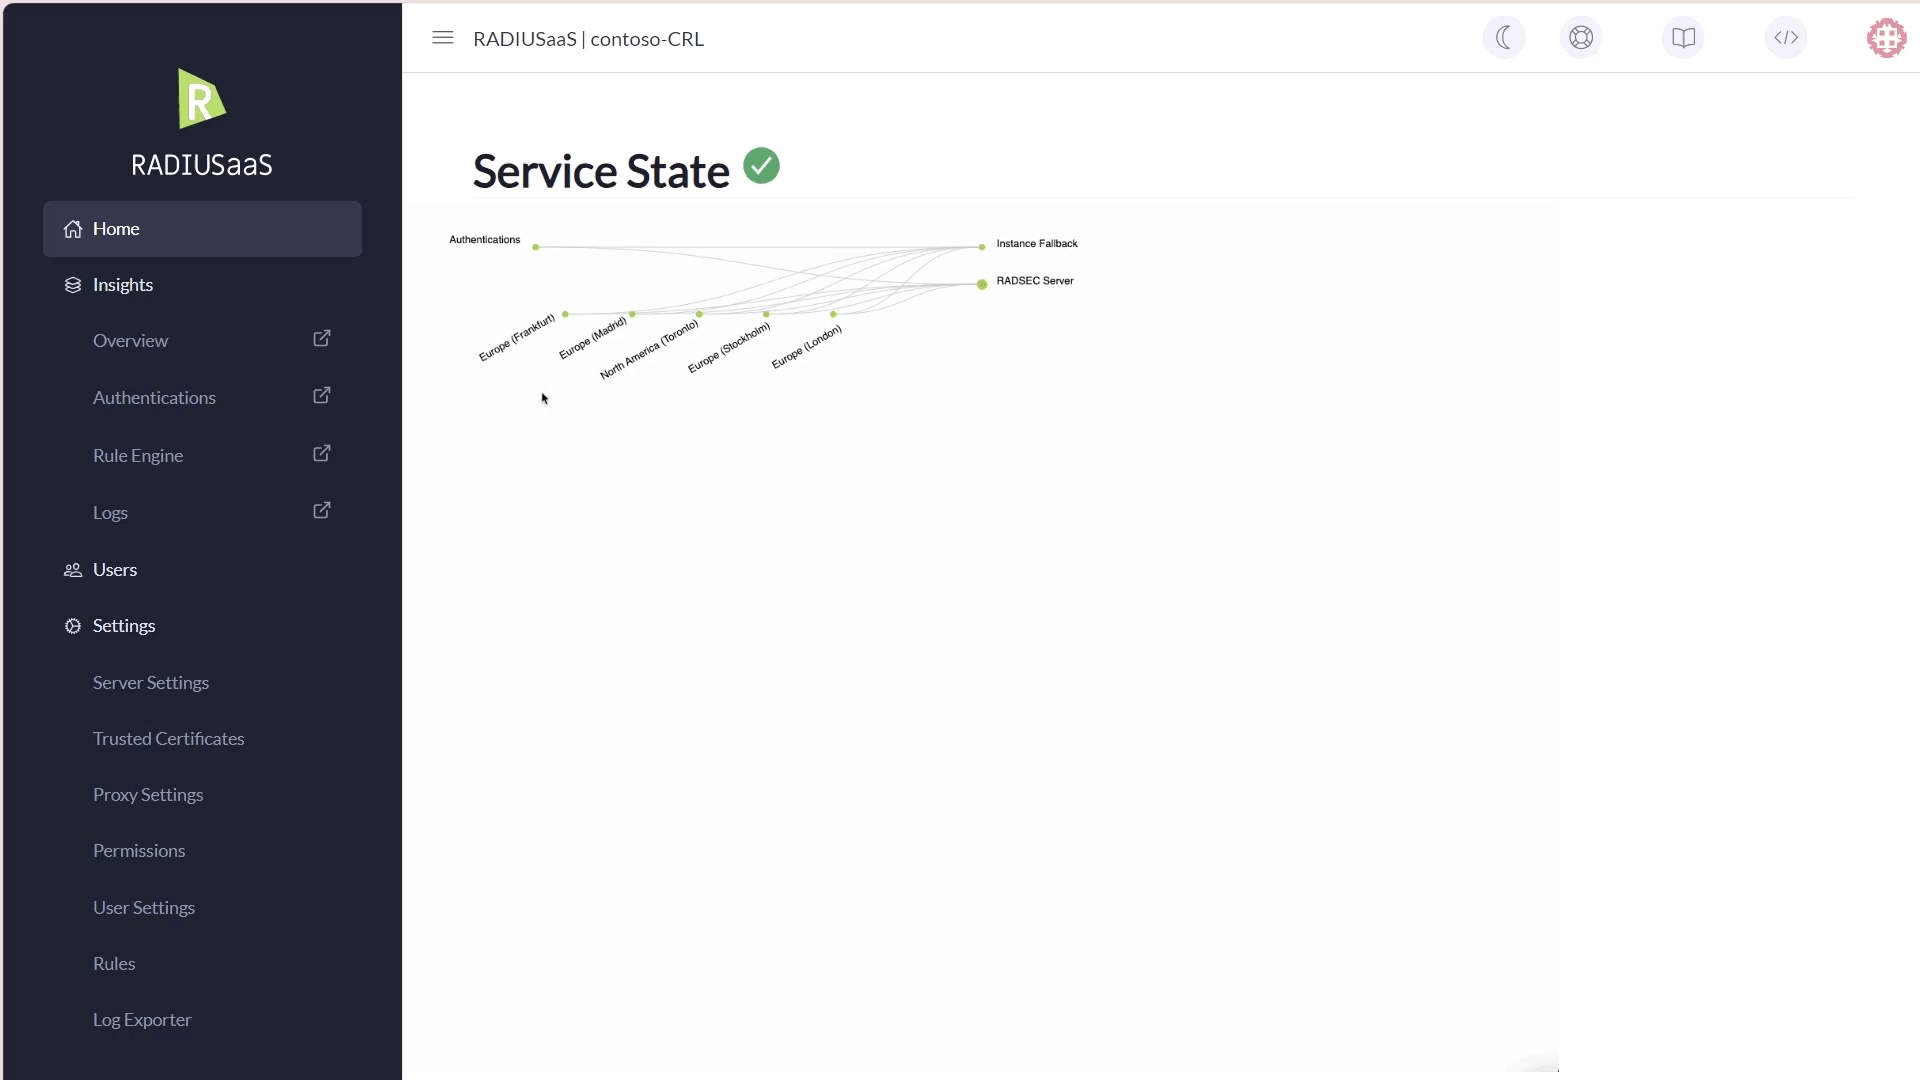 RADIUSaaS | contoso-CRL
R
RADIUSaaS
Home
Insights
Overview
Authentications
Rule Engine
Logs
Users
Settings
Server Settings
Trusted Certificates
Proxy Settings
Permissions
User Settings
Rules
Log Exporter
Service State
Authentications
Instance Fallback
RADSEC Server
Europe (Frankfurt)
Europe (Madrid)
North America (Toronto)
Europe (Stockholm)
Europe (London)